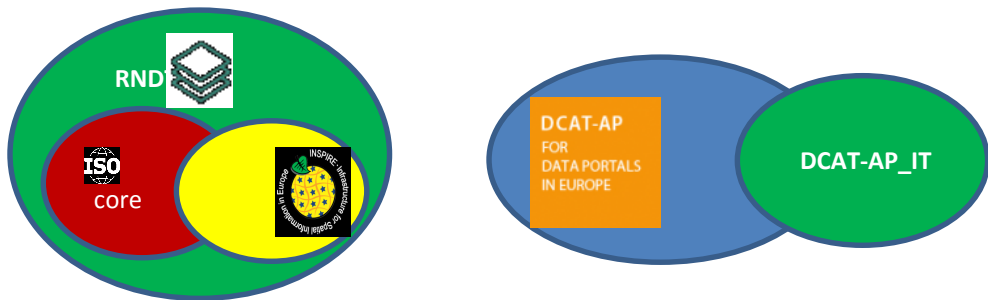 RND
ISO
core
INSPIRE - Infrastructure for Spatial Information in Europe
DCAT-AP
FOR
DATA PORTALS
IN EUROPE
DCAT-AP_IT